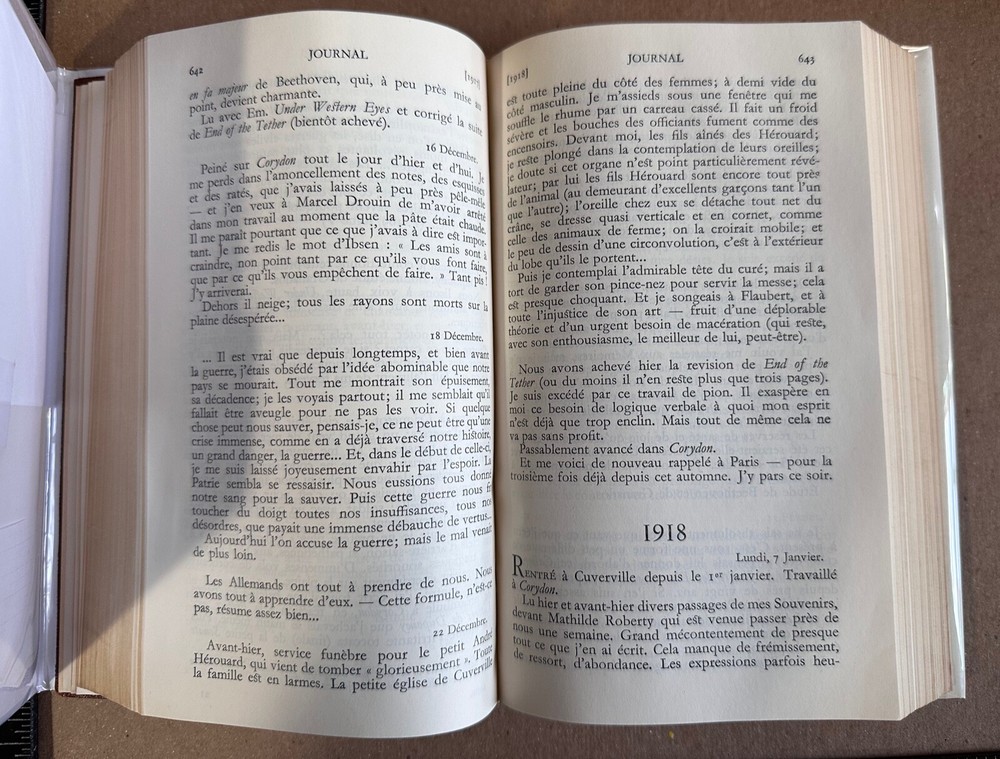 642
JOURNAL
[1917]
en fa majeur de Beethoven, qui, à peu près mise au
point, devient charmante.
Lu avec Em. Under Western Eyes et corrigé la suite
de End of the Tether (bientôt achevé).
16 Décembre.
Peiné sur Corydon tout le jour d'hier et d'hui. Je
me perds dans l'amoncellement des notes, des esquisses
et des ratés, que j'avais laissés à peu près pêle-mêle
— et j'en veux à Marcel Drouin de m'avoir arrêté
dans mon travail au moment que la pâte était chaude.
Il me paraît pourtant que ce que j'avais à dire est impor-
tant. Je me redis le mot d'Ibsen : « Les amis sont à
craindre, non point tant par ce qu'ils vous font faire,
que par ce qu'ils vous empêchent de faire. » Tant pis !
J'y arriverai.
Dehors il neige; tous les rayons sont morts sur la
plaine désespérée...
18 Décembre.
... Il est vrai que depuis longtemps, et bien avant
la guerre, j'étais obsédé par l'idée abominable que notre
pays se mourait. Tout me montrait son épuisement,
sa décadence; je les voyais partout; il me semblait qu'il
fallait être aveugle pour ne pas les voir. Si quelque
chose peut nous sauver, pensais-je, ce ne peut être qu'une
crise immense, comme en a déjà traversé notre histoire,
un grand danger, la guerre... Et, dans le début de celle-ci,
je me suis laissé joyeusement envahir par l'espoir. La
Patrie sembla se ressaisir. Nous eussions tous donné
notre sang pour la sauver. Puis cette guerre nous fit
toucher du doigt toutes nos insuffisances, tous nos
désordres, que payait une immense débauche de vertus...
Aujourd'hui l'on accuse la guerre; mais le mal venait
de plus loin.
Les Allemands ont tout à prendre de nous. Nous
avons tout à apprendre d'eux. — Cette formule, n'est-ce
pas, résume assez bien...
22 Décembre.
Avant-hier, service funèbre pour le petit André
Hérouard, qui vient de tomber « glorieusement ». Toute
la famille est en larmes. La petite église de Cuverville
[1918]
JOURNAL
643
est toute pleine du côté des femmes; à demi vide du
côté masculin. Je m'assieds sous une fenêtre qui me
souffle le rhume par un carreau cassé. Il fait un froid
sévère et les bouches des officiants fument comme des
encensoirs. Devant moi, les fils aînés des Hérouard;
je reste plongé dans la contemplation de leurs oreilles;
je doute si cet organe n'est point particulièrement révé-
lateur; par lui les fils Hérouard sont encore tout près
de l'animal (au demeurant d'excellents garçons tant l'un
que l'autre); l'oreille chez eux se détache tout net du
crâne, se dresse quasi verticale et en cornet, comme
celle des animaux de ferme; on la croirait mobile; et
le peu de dessin d'une circonvolution, c'est à l'extérieur
du lobe qu'ils le portent...
Puis je contemplai l'admirable tête du curé; mais il a
tort de garder son pince-nez pour servir la messe; cela
est presque choquant. Et je songeais à Flaubert, et à
toute l'injustice de son art — fruit d'une déplorable
théorie et d'un urgent besoin de macération (qui reste,
avec son enthousiasme, le meilleur de lui, peut-être).
Nous avons achevé hier la revision de End of the
Tether (ou du moins il n'en reste plus que trois pages).
Je suis excédé par ce travail de pion. Il exaspère en
moi ce besoin de logique verbale à quoi mon esprit
n'est déjà que trop enclin. Mais tout de même cela ne
va pas sans profit.
Passablement avancé dans Corydon.
Et me voici de nouveau rappelé à Paris — pour la
troisième fois déjà depuis cet automne. J'y pars ce soir.
1918
Lundi, 7 Janvier.
RENTRÉ à Cuverville depuis le 1er janvier. Travaillé
à Corydon.
Lu hier et avant-hier divers passages de mes Souvenirs,
devant Mathilde Roberty qui est venue passer près de
nous une semaine. Grand mécontentement de presque
tout ce que j'en ai écrit. Cela manque de frémissement,
de ressort, d'abondance. Les expressions parfois heu-